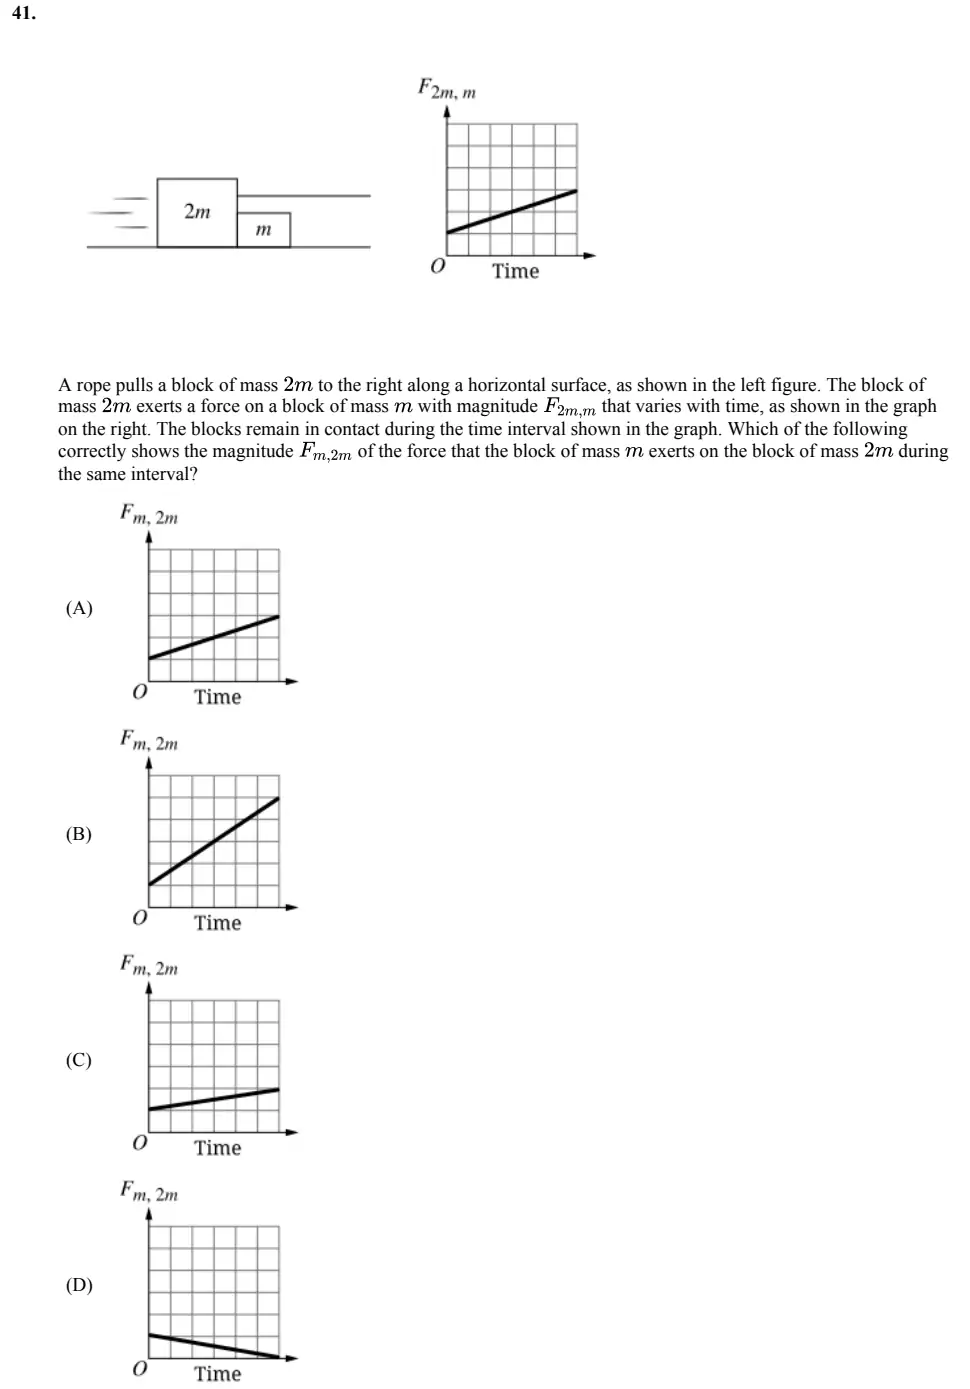 41.
F2m, m
2m
m
O
Time
A rope pulls a block of mass 2m to the right along a horizontal surface, as shown in the left figure. The block of
mass 2m exerts a force on a block of mass m with magnitude F2m,m that varies with time, as shown in the graph
on the right. The blocks remain in contact during the time interval shown in the graph. Which of the following
correctly shows the magnitude Fm,2m of the force that the block of mass m exerts on the block of mass 2m during
the same interval?
Fm, 2m
(A)
O
Time
Fm, 2m
(B)
O
Time
Fm, 2m
(C)
O
Time
Fm, 2m
(D)
O
Time